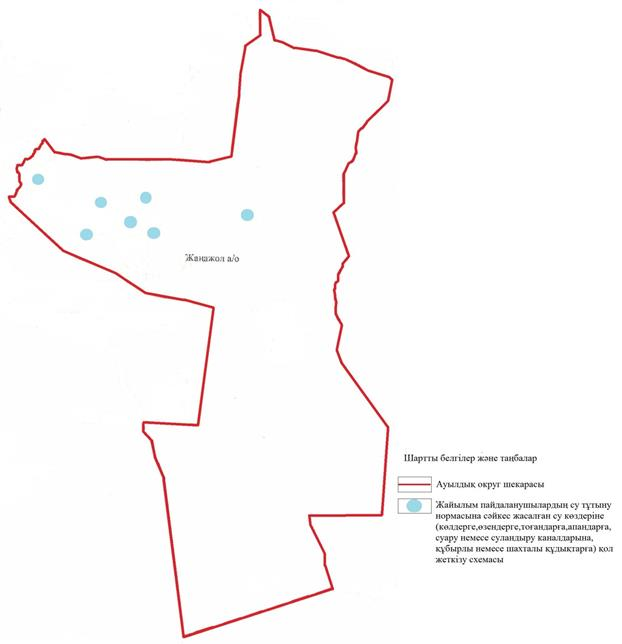 Жаңажол а/о
Шартты белгілер және таңбалар
Ауылдық округ шекарасы
Жайылым пайдаланушылардың су тұтыну
нормасына сәйкес жасалған су көздеріне
(көлдерге,өзендерге,тоғандарға,апандарға,
суару немесе суландыру каналдарына,
құбырлы немесе шахталы құдықтарға) қол
жеткізу схемасы